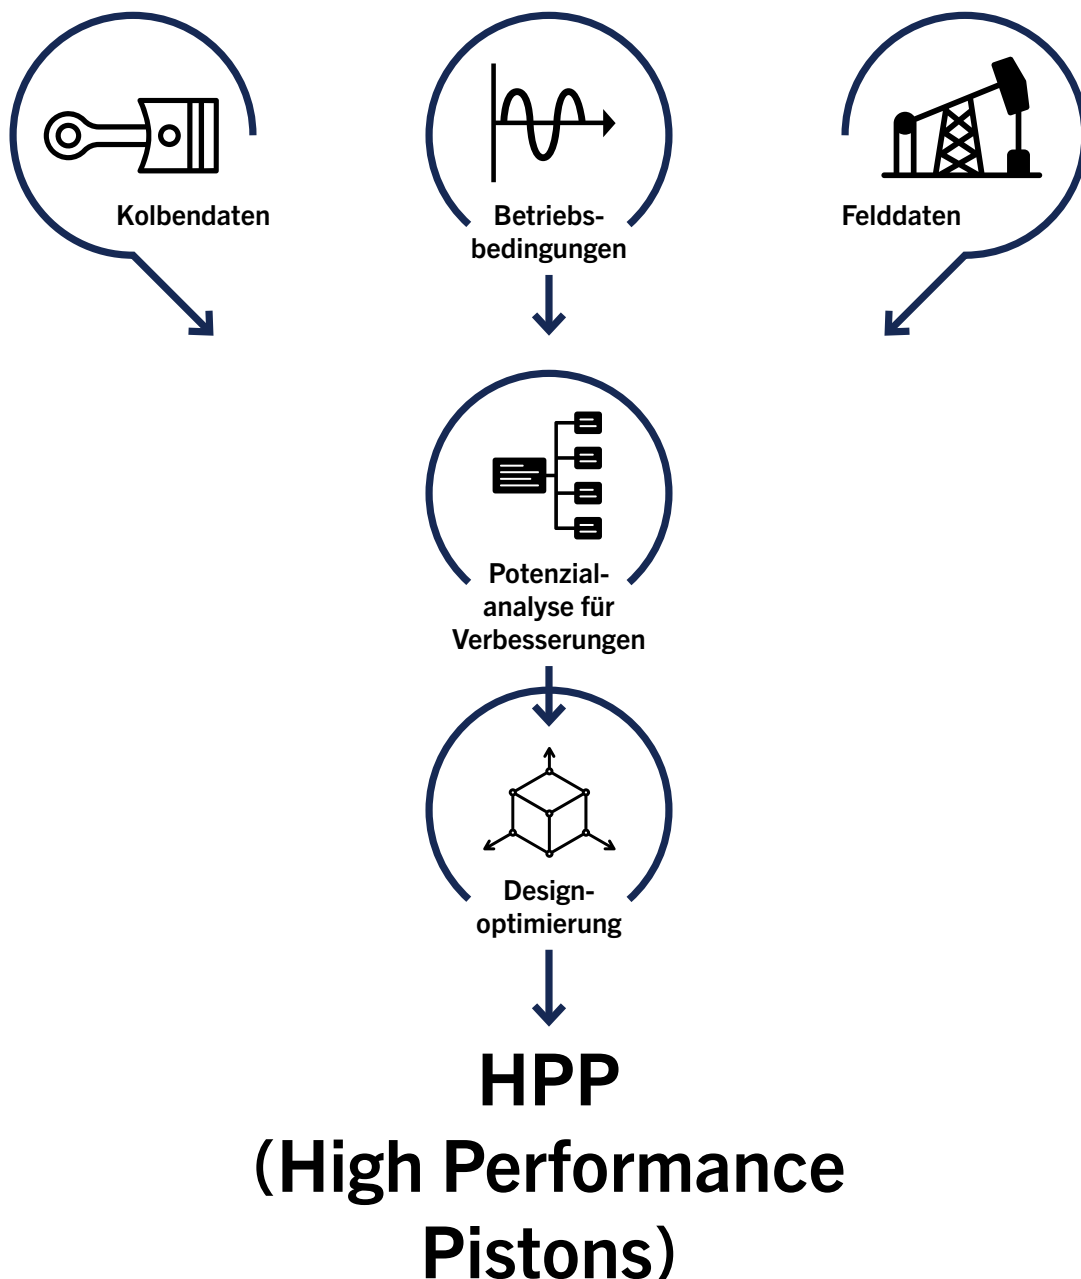 Kolbendaten
Betriebs-
bedingungen
Felddaten
Potenzial-
analyse für
Verbesserungen
Design-
optimierung
HPP
(High Performance
Pistons)